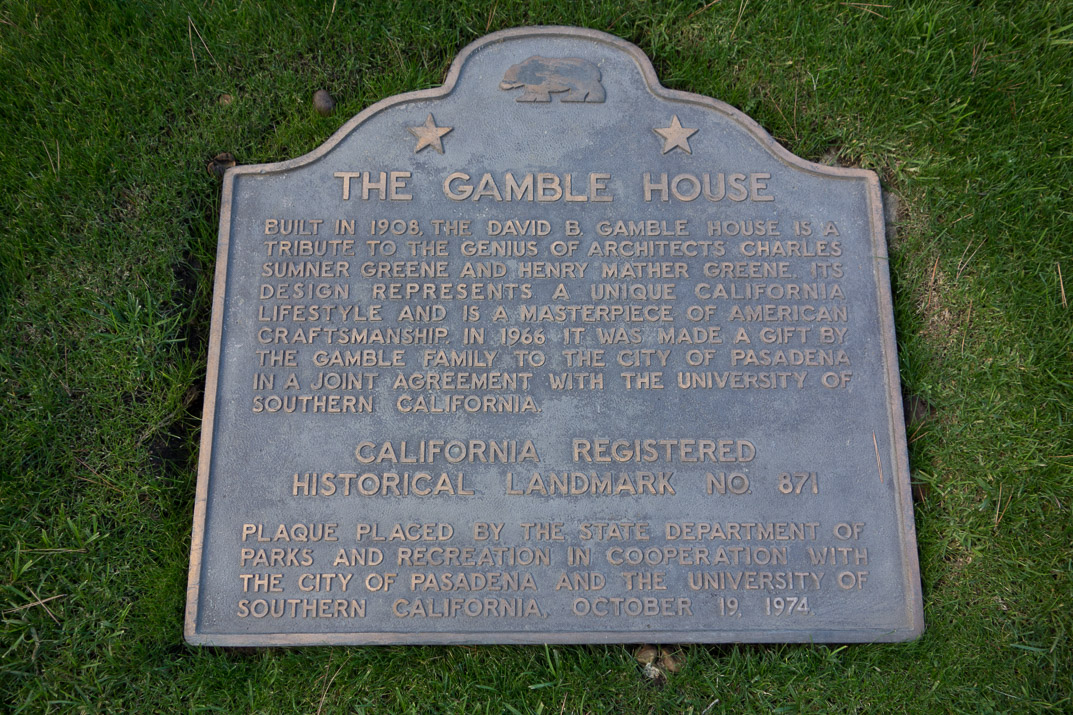 THE GAMBLE HOUSE
BUILT IN 1908, THE DAVID B. GAMBLE HOUSE IS A
TRIBUTE TO THE GENIUS OF ARCHITECTS CHARLES
SUMNER GREENE AND HENRY MATHER GREENE. ITS
DESIGN REPRESENTS A UNIQUE CALIFORNIA
LIFESTYLE AND IS A MASTERPIECE OF AMERICAN
CRAFTSMANSHIP. IN 1966 IT WAS MADE A GIFT BY
THE GAMBLE FAMILY TO THE CITY OF PASADENA
IN A JOINT AGREEMENT WITH THE UNIVERSITY OF
SOUTHERN CALIFORNIA.
CALIFORNIA REGISTERED
HISTORICAL LANDMARK NO. 871
PLAQUE PLACED BY THE STATE DEPARTMENT OF
PARKS AND RECREATION IN COOPERATION WITH
THE CITY OF PASADENA AND THE UNIVERSITY OF
SOUTHERN CALIFORNIA, OCTOBER 19, 1974.